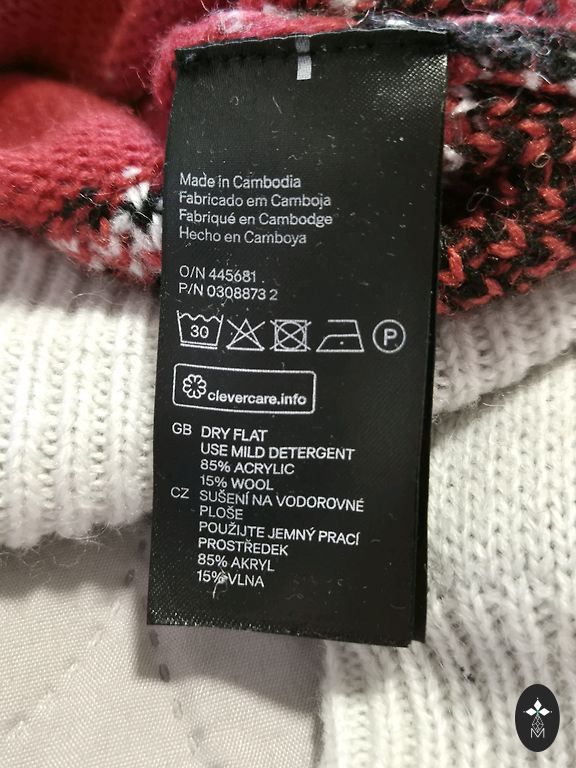 Made in Cambodia
Fabricado em Camboja
Fabriqué en Cambodge
Hecho en Camboya
O/N 445681
P/N 0308873 2
30
P
clevercare.info
GB DRY FLAT
USE MILD DETERGENT
85% ACRYLIC
15% WOOL
CZ SUŠENÍ NA VODOROVNÉ
PLOŠE
POUŽIJTE JEMNÝ PRACÍ
PROSTŘEDEK
85% AKRYL
15% VLNA
M